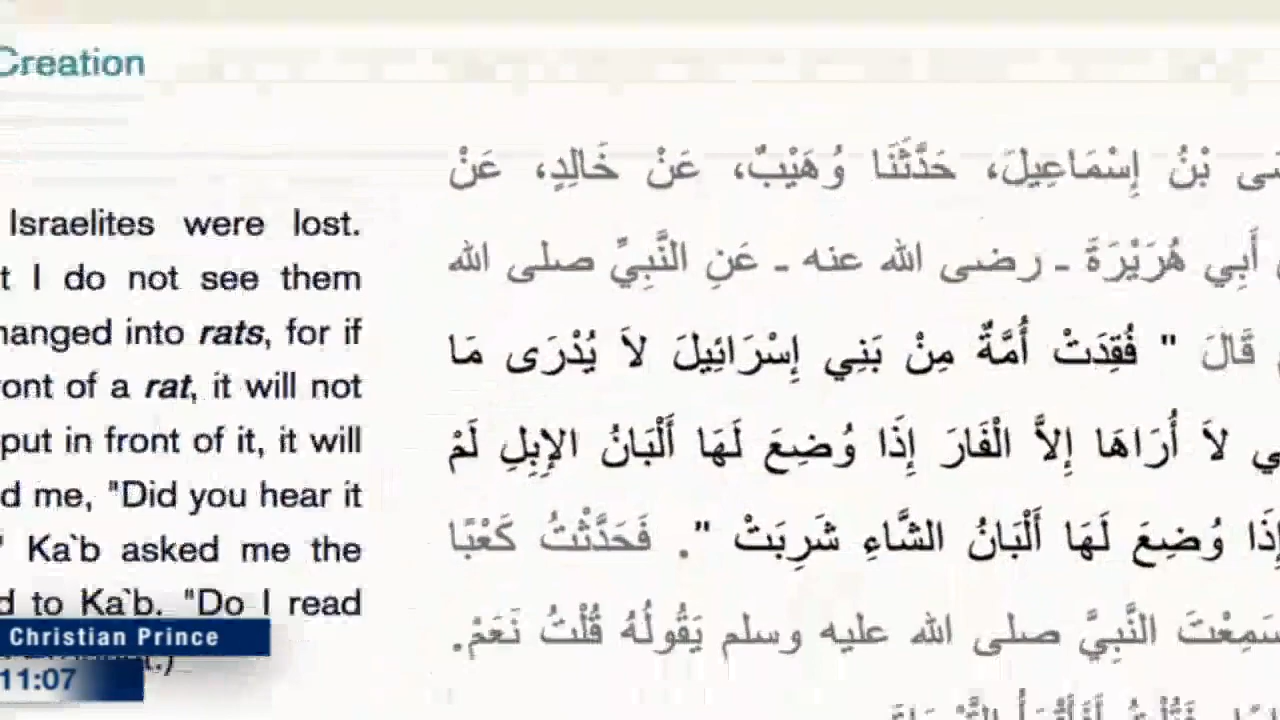 Creation
Israelites were lost.
I do not see them
into rats, for if
of a rat, it will not
put in front of it, it will
me, "Did you hear it
Ka`b asked me the
to Ka`b. "Do I read
بْنُ إِسْمَاعِيلَ، حَدَّثَنَا وُهَيْبٌ، عَنْ خَالِدٍ، عَنْ
أَبِي هُرَيْرَةَ ـ رضى الله عنه ـ عَنِ النَّبِيِّ صلى الله
قَالَ " فُقِدَتْ أُمَّةٌ مِنْ بَنِي إِسْرَائِيلَ لاَ يُدْرَى مَا
لاَ أُرَاهَا إِلاَّ الْفَارَ إِذَا وُضِعَ لَهَا أَلْبَانُ الإِبِلِ لَمْ
إِذَا وُضِعَ لَهَا أَلْبَانُ الشَّاءِ شَرِبَتْ ". فَحَدَّثْتُ كَعْبًا
سَمِعْتَ النَّبِيَّ صلى الله عليه وسلم يَقُولُهُ قُلْتُ نَعَمْ.
Christian Prince
11:07